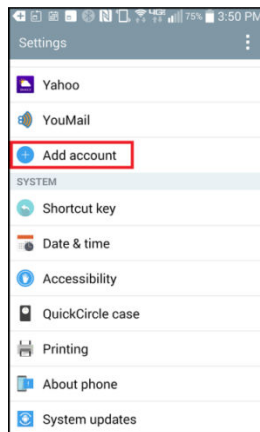 75% 3:50 PM
Settings
Yahoo
YouMail
Add account
SYSTEM
Shortcut key
Date & time
Accessibility
QuickCircle case
Printing
About phone
System updates